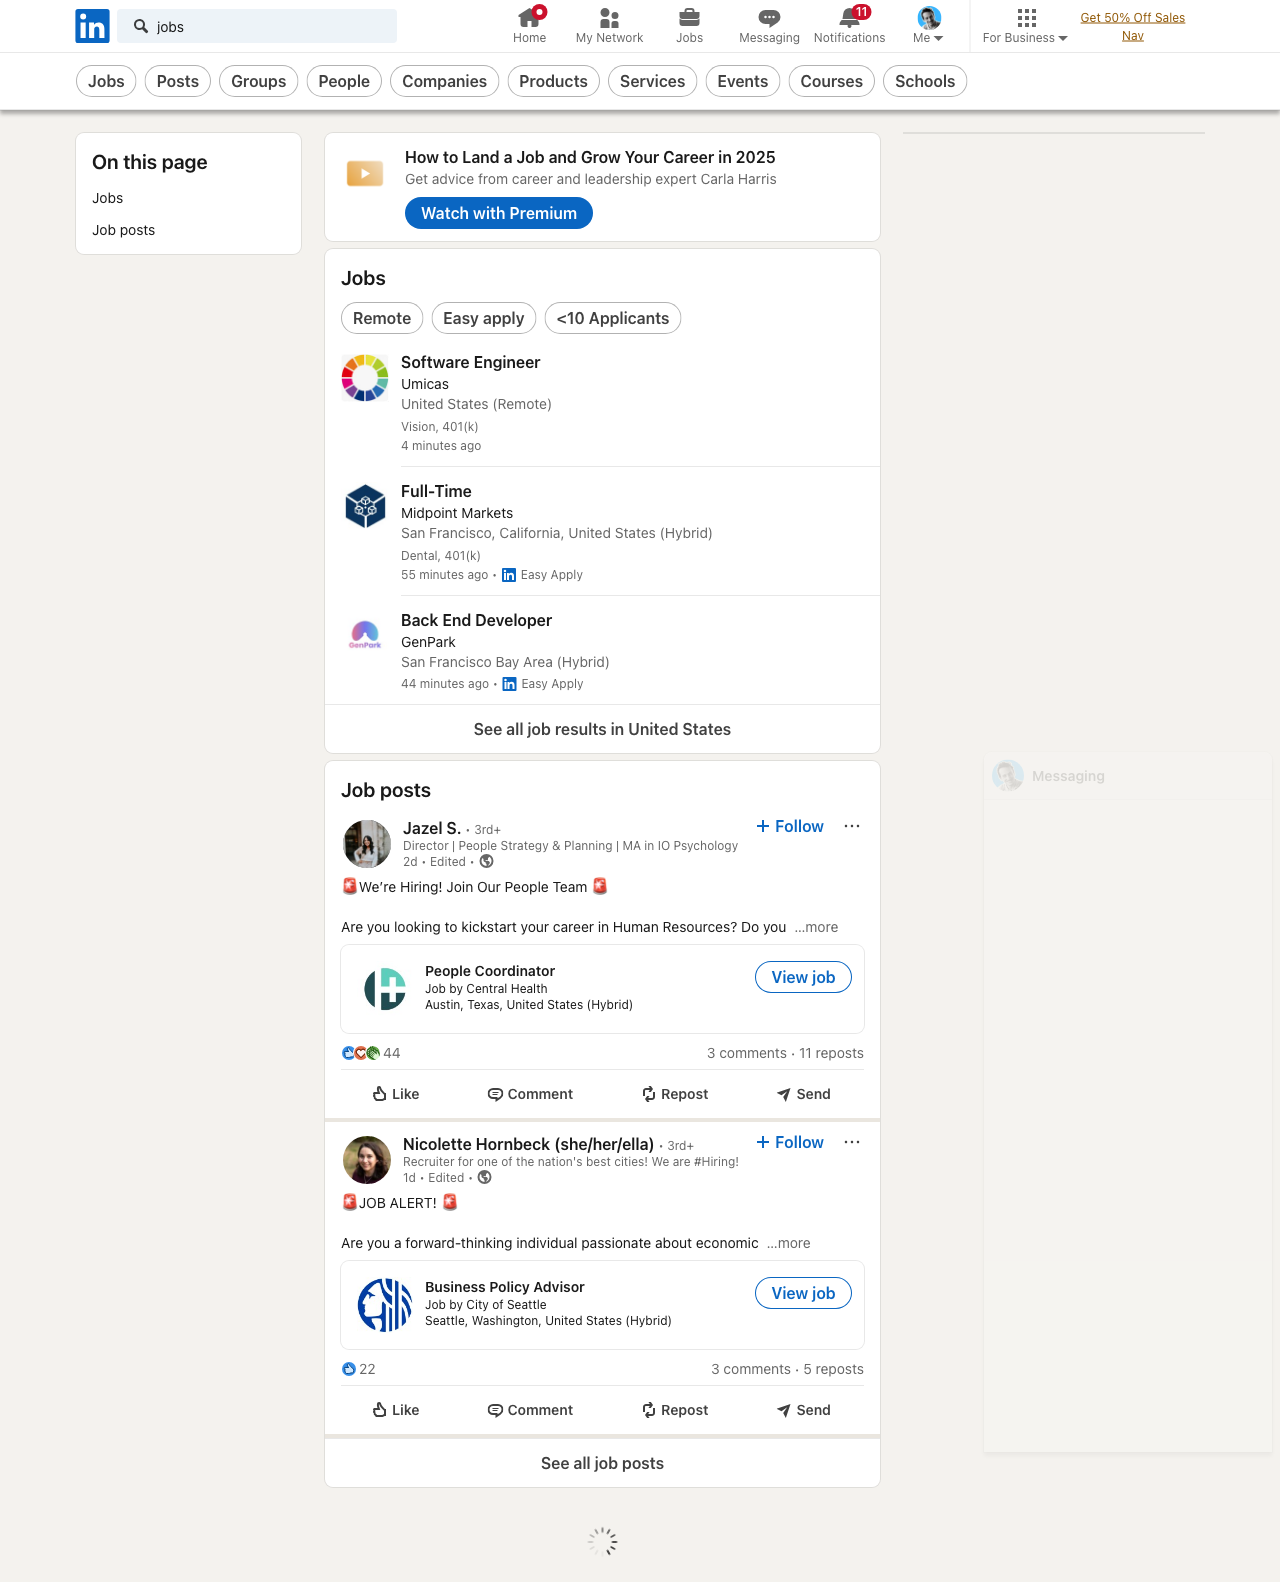 in
jobs
Home
My Network
Jobs
Messaging
11
Notifications
Me
For Business
Get 50% Off Sales
Nav
Jobs
Posts
Groups
People
Companies
Products
Services
Events
Courses
Schools
On this page
Jobs
Job posts
How to Land a Job and Grow Your Career in 2025
Get advice from career and leadership expert Carla Harris
Watch with Premium
Jobs
Remote
Easy apply
<10 Applicants
Software Engineer
Umicas
United States (Remote)
Vision, 401(k)
4 minutes ago
Full-Time
Midpoint Markets
San Francisco, California, United States (Hybrid)
Dental, 401(k)
55 minutes ago • in Easy Apply
GenPark
Back End Developer
GenPark
San Francisco Bay Area (Hybrid)
44 minutes ago • in Easy Apply
See all job results in United States
Messaging
Job posts
Jazel S. • 3rd+
Director | People Strategy & Planning | MA in IO Psychology
2d • Edited •
+ Follow
🚨We’re Hiring! Join Our People Team 🚨
Are you looking to kickstart your career in Human Resources? Do you …more
People Coordinator
Job by Central Health
Austin, Texas, United States (Hybrid)
View job
44
3 comments · 11 reposts
Like
Comment
Repost
Send
Nicolette Hornbeck (she/her/ella) • 3rd+
Recruiter for one of the nation's best cities! We are #Hiring!
1d • Edited •
+ Follow
🚨JOB ALERT! 🚨
Are you a forward-thinking individual passionate about economic …more
Business Policy Advisor
Job by City of Seattle
Seattle, Washington, United States (Hybrid)
View job
22
3 comments · 5 reposts
Like
Comment
Repost
Send
See all job posts